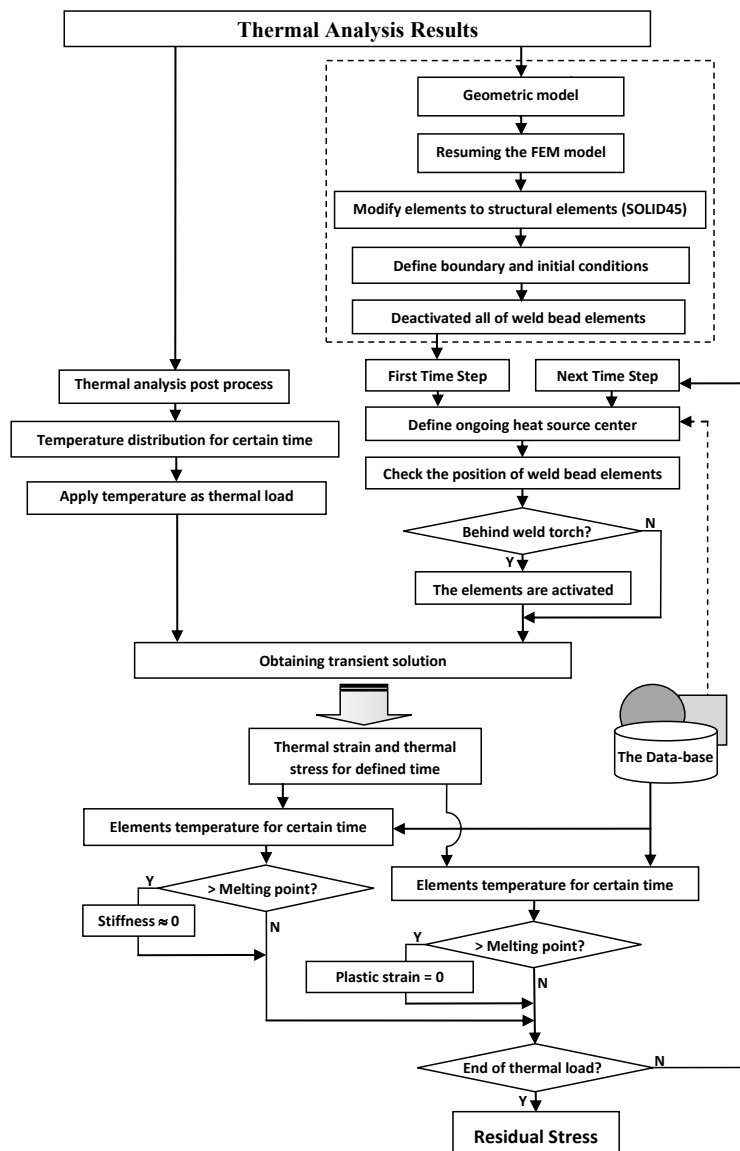 Thermal Analysis Results
Geometric model
Resuming the FEM model
Modify elements to structural elements (SOLID45)
Define boundary and initial conditions
Deactivated all of weld bead elements
First Time Step
Next Time Step
Thermal analysis post process
Temperature distribution for certain time
Apply temperature as thermal load
Define ongoing heat source center
Check the position of weld bead elements
Behind weld torch?
N
Y
The elements are activated
Obtaining transient solution
Thermal strain and thermal
stress for defined time
The Data-base
Elements temperature for certain time
> Melting point?
Y
Stiffness ≈ 0
N
Elements temperature for certain time
> Melting point?
Y
Plastic strain = 0
N
End of thermal load?
N
Y
Residual Stress